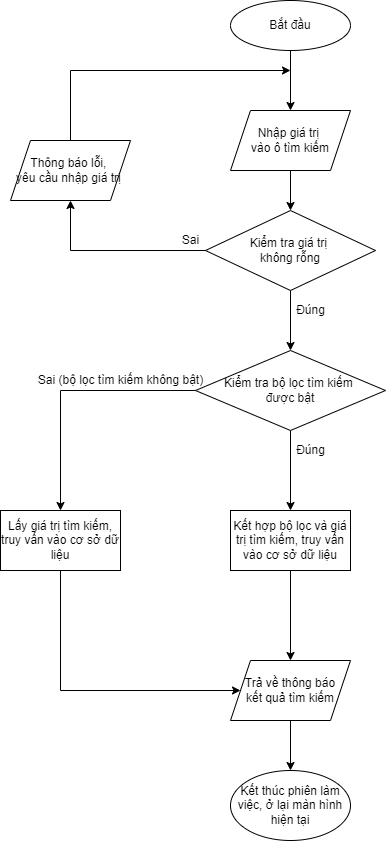 Bắt đầu
Nhập giá trị
vào ô tìm kiếm
Thông báo lỗi,
yêu cầu nhập giá trị
Sai
Kiểm tra giá trị
không rỗng
Đúng
Sai (bộ lọc tìm kiếm không bật)
Kiểm tra bộ lọc tìm kiếm
được bật
Đúng
Lấy giá trị tìm kiếm,
truy vấn vào cơ sở dữ
liệu
Kết hợp bộ lọc và giá
trị tìm kiếm, truy vấn
vào cơ sở dữ liệu
Trả về thông báo
kết quả tìm kiếm
Kết thúc phiên làm
việc, ở lại màn hình
hiện tại